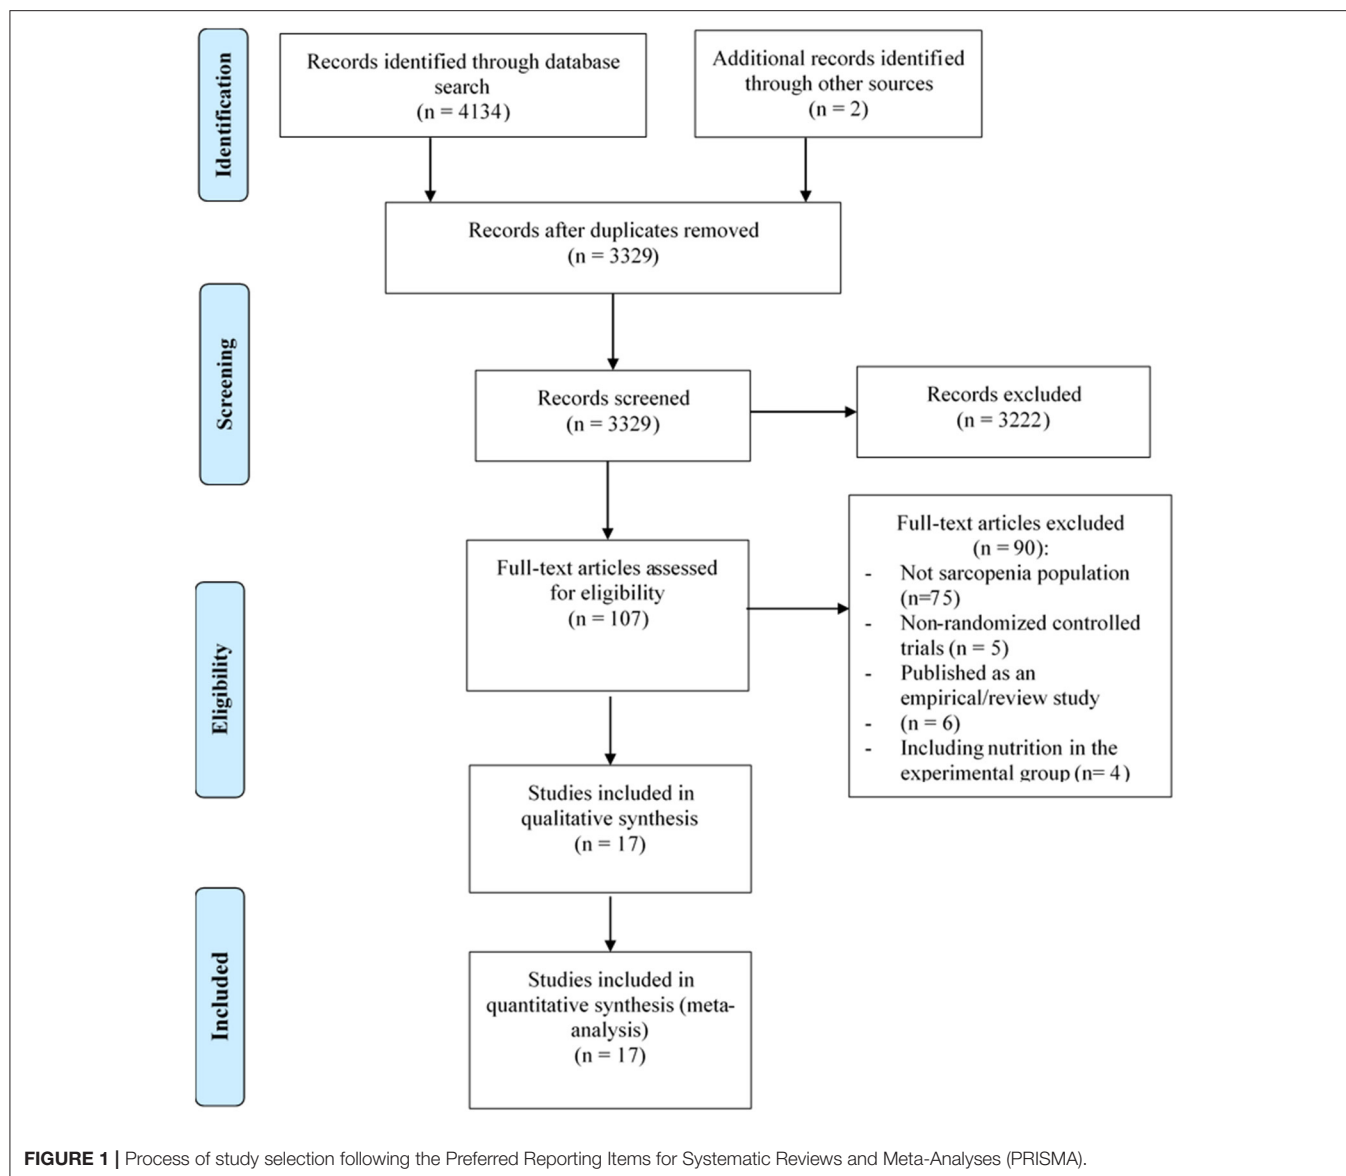 Identification
Records identified through database
search
(n = 4134)
Additional records identified
through other sources
(n = 2)
Records after duplicates removed
(n = 3329)
Screening
Records screened
(n = 3329)
Records excluded
(n = 3222)
Eligibility
Full-text articles assessed
for eligibility
(n = 107)
Full-text articles excluded
(n = 90):
- Not sarcopenia population
(n=75)
- Non-randomized controlled
trials (n = 5)
- Published as an
empirical/review study
- (n = 6)
- Including nutrition in the
experimental group (n= 4)
Studies included in
qualitative synthesis
(n = 17)
Included
Studies included in
quantitative synthesis (meta-
analysis)
(n = 17)
FIGURE 1 | Process of study selection following the Preferred Reporting Items for Systematic Reviews and Meta-Analyses (PRISMA).